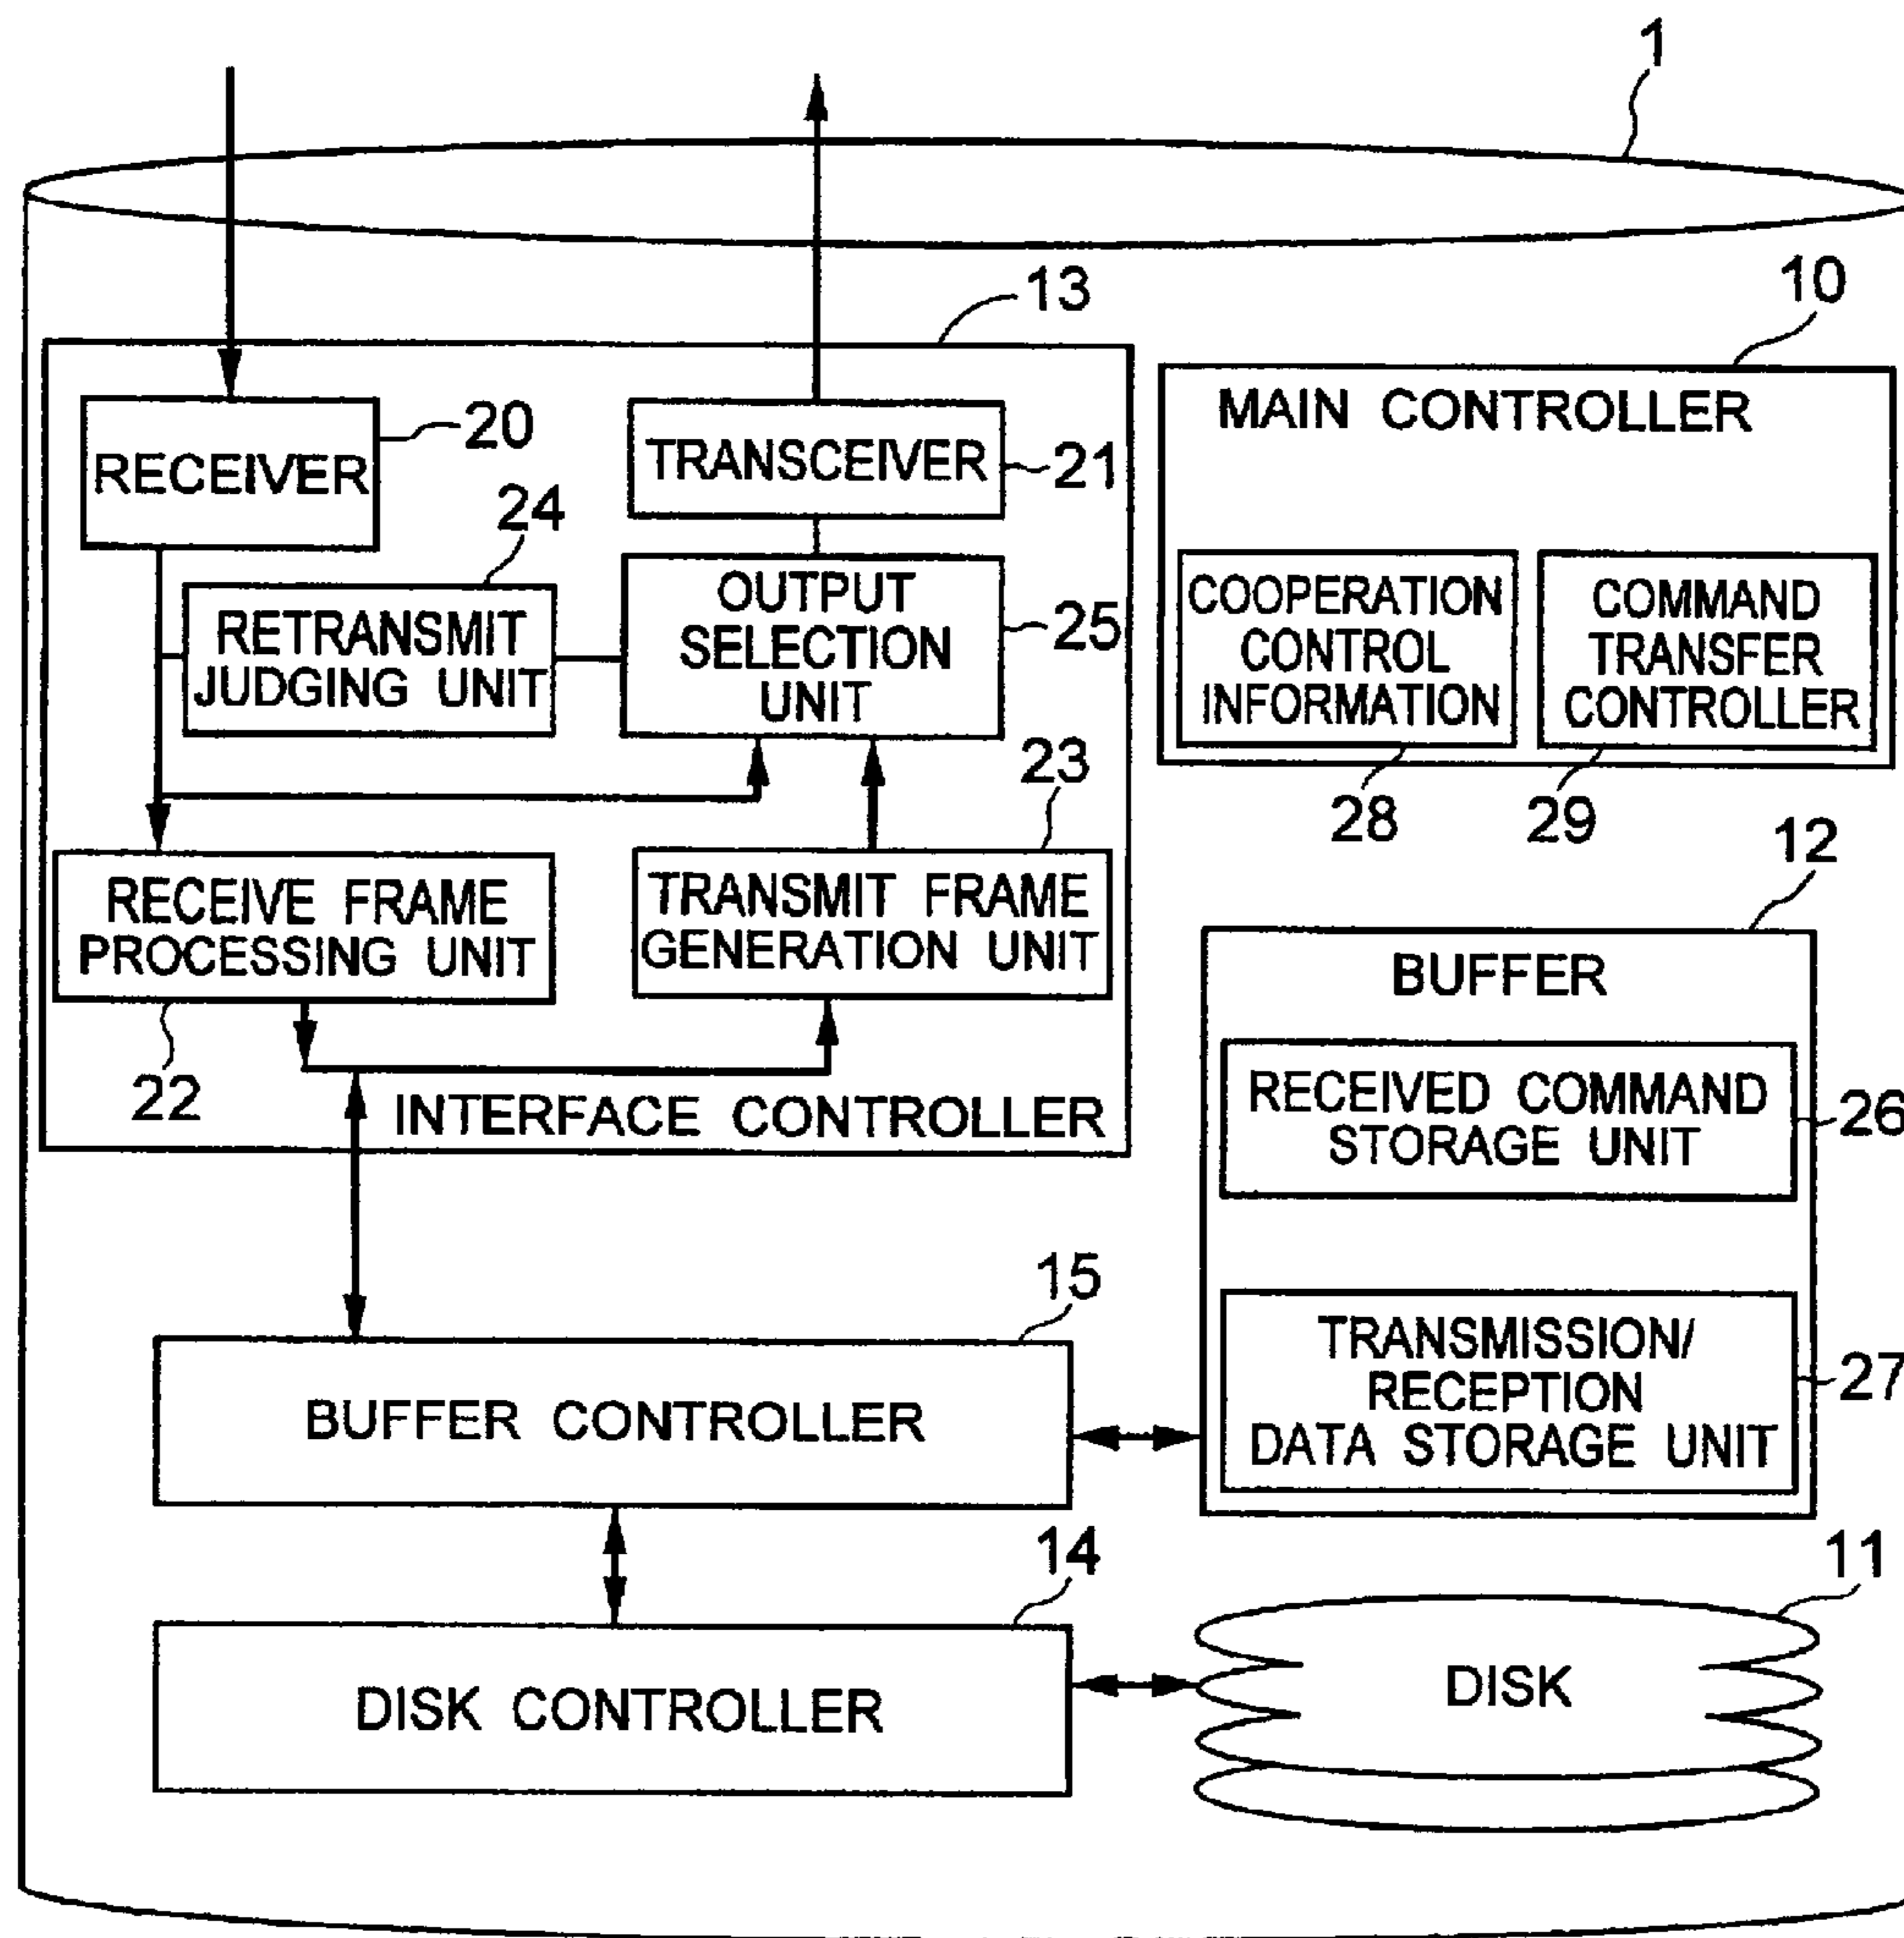 1
13
10
RECEIVER
20
TRANSCEIVER
21
MAIN CONTROLLER
24
RETRANSMIT
JUDGING UNIT
OUTPUT
SELECTION
UNIT
25
COOPERATION
CONTROL
INFORMATION
28
COMMAND
TRANSFER
CONTROLLER
29
23
RECEIVE FRAME
PROCESSING UNIT
22
TRANSMIT FRAME
GENERATION UNIT
INTERFACE CONTROLLER
12
BUFFER
RECEIVED COMMAND
STORAGE UNIT
26
TRANSMISSION/
RECEPTION
DATA STORAGE UNIT
27
15
BUFFER CONTROLLER
14
DISK CONTROLLER
11
DISK